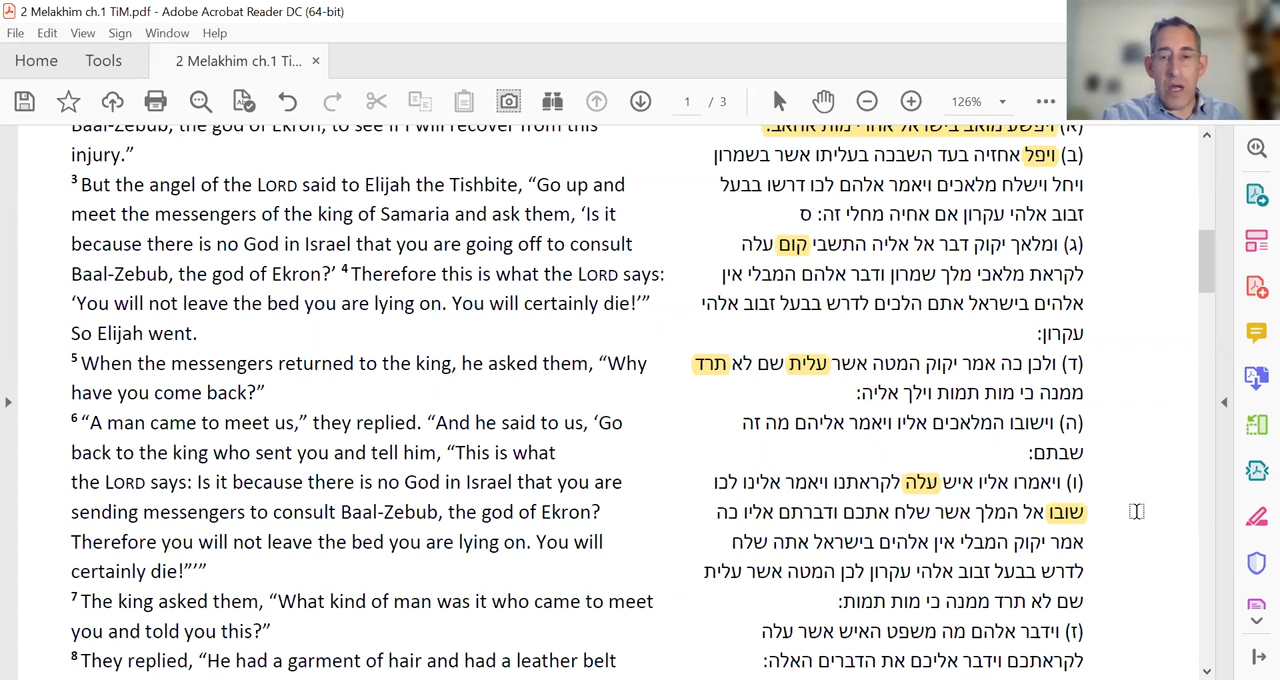 2 Melakhim ch.1 TiM.pdf - Adobe Acrobat Reader DC (64-bit)
File Edit View Sign Window Help
Home Tools 2 Melakhim ch.1 Ti... ×
1 / 3 126%
Baal-Zebub, the god of Ekron, to see if I will recover from this
injury.”
3 But the angel of the LORD said to Elijah the Tishbite, “Go up and
meet the messengers of the king of Samaria and ask them, ‘Is it
because there is no God in Israel that you are going off to consult
Baal-Zebub, the god of Ekron?’ 4 Therefore this is what the LORD says:
‘You will not leave the bed you are lying on. You will certainly die!’”
So Elijah went.
5 When the messengers returned to the king, he asked them, “Why
have you come back?”
6 “A man came to meet us,” they replied. “And he said to us, ‘Go
back to the king who sent you and tell him, “This is what
the LORD says: Is it because there is no God in Israel that you are
sending messengers to consult Baal-Zebub, the god of Ekron?
Therefore you will not leave the bed you are lying on. You will
certainly die!”’”
7 The king asked them, “What kind of man was it who came to meet
you and told you this?”
8 They replied, “He had a garment of hair and had a leather belt
(א) ויפשע מואב בישראל אחרי מות אחאב:
(ב) ויפל אחזיה בעד השבכה בעליתו אשר בשמרון
ויחל וישלח מלאכים ויאמר אלהם לכו דרשו בבעל
זבוב אלהי עקרון אם אחיה מחלי זה: ס
(ג) ומלאך יקוק דבר אל אליה התשבי קום עלה
לקראת מלאכי מלך שמרון ודבר אלהם המבלי אין
אלהים בישראל אתם הלכים לדרש בבעל זבוב אלהי
עקרון:
(ד) ולכן כה אמר יקוק המטה אשר עלית שם לא תרד
ממנה כי מות תמות וילך אליה:
(ה) וישובו המלאכים אליו ויאמר אליהם מה זה
שבתם:
(ו) ויאמרו אליו איש עלה לקראתנו ויאמר אלינו לכו
שובו אל המלך אשר שלח אתכם ודברתם אליו כה
אמר יקוק המבלי אין אלהים בישראל אתה שלח
לדרש בבעל זבוב אלהי עקרון לכן המטה אשר עלית
שם לא תרד ממנה כי מות תמות:
(ז) וידבר אלהם מה משפט האיש אשר עלה
לקראתכם וידבר אליכם את הדברים האלה: